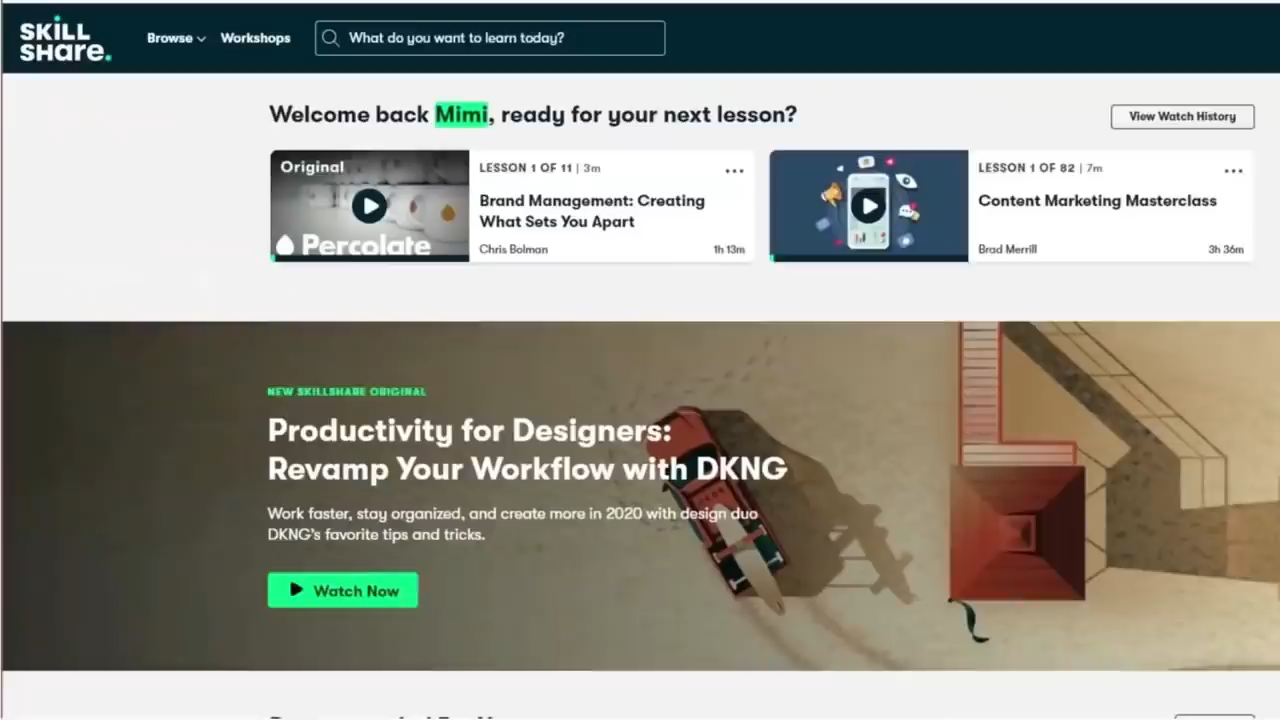 SKILL
SHare.
Browse
Workshops
What do you want to learn today?
Welcome back Mimi, ready for your next lesson?
View Watch History
Original
Percolate
LESSON 1 OF 11 | 3m
Brand Management: Creating
What Sets You Apart
Chris Bolman
1h 13m
LESSON 1 OF 82 | 7m
Content Marketing Masterclass
Brad Merrill
3h 36m
NEW SKILLSHARE ORIGINAL
Productivity for Designers:
Revamp Your Workflow with DKNG
Work faster, stay organized, and create more in 2020 with design duo
DKNG's favorite tips and tricks.
Watch Now